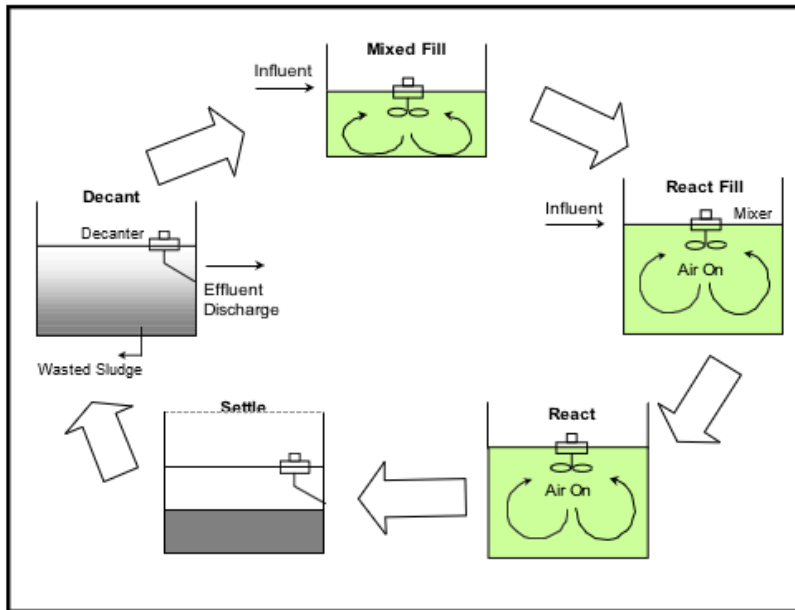 Mixed Fill
Influent
React Fill
Influent
Mixer
Air On
React
Air On
Settle
Decant
Decanter
Effluent
Discharge
Wasted Sludge